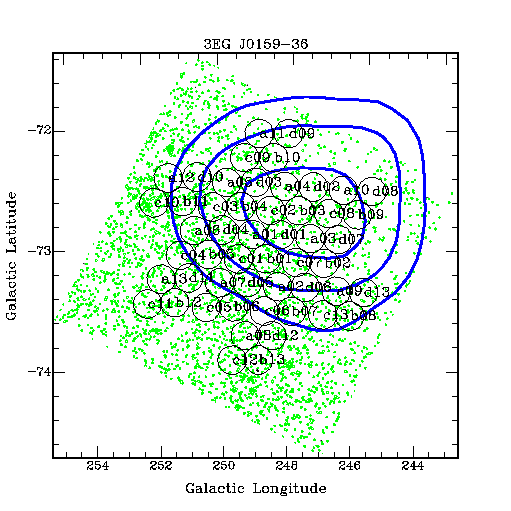 3EG J0159-36
a11 d09
-72
c09 b10
a12 c10 a05 d03 a04 d02 a10 d08
c10 b11 c03 b04 c02 b03 c08 b09
a06 d04 a01 d01 a03 d07
-73
c04 b05 c01 b01 c07 b02
a13 d11 a07 d05 a02 d06 a09 d13
c11 b12 c05 b06 c06 b07 c13 b08
a08 d12
-74
c12 b13
254 252 250 248 246 244
Galactic Longitude
Galactic Latitude